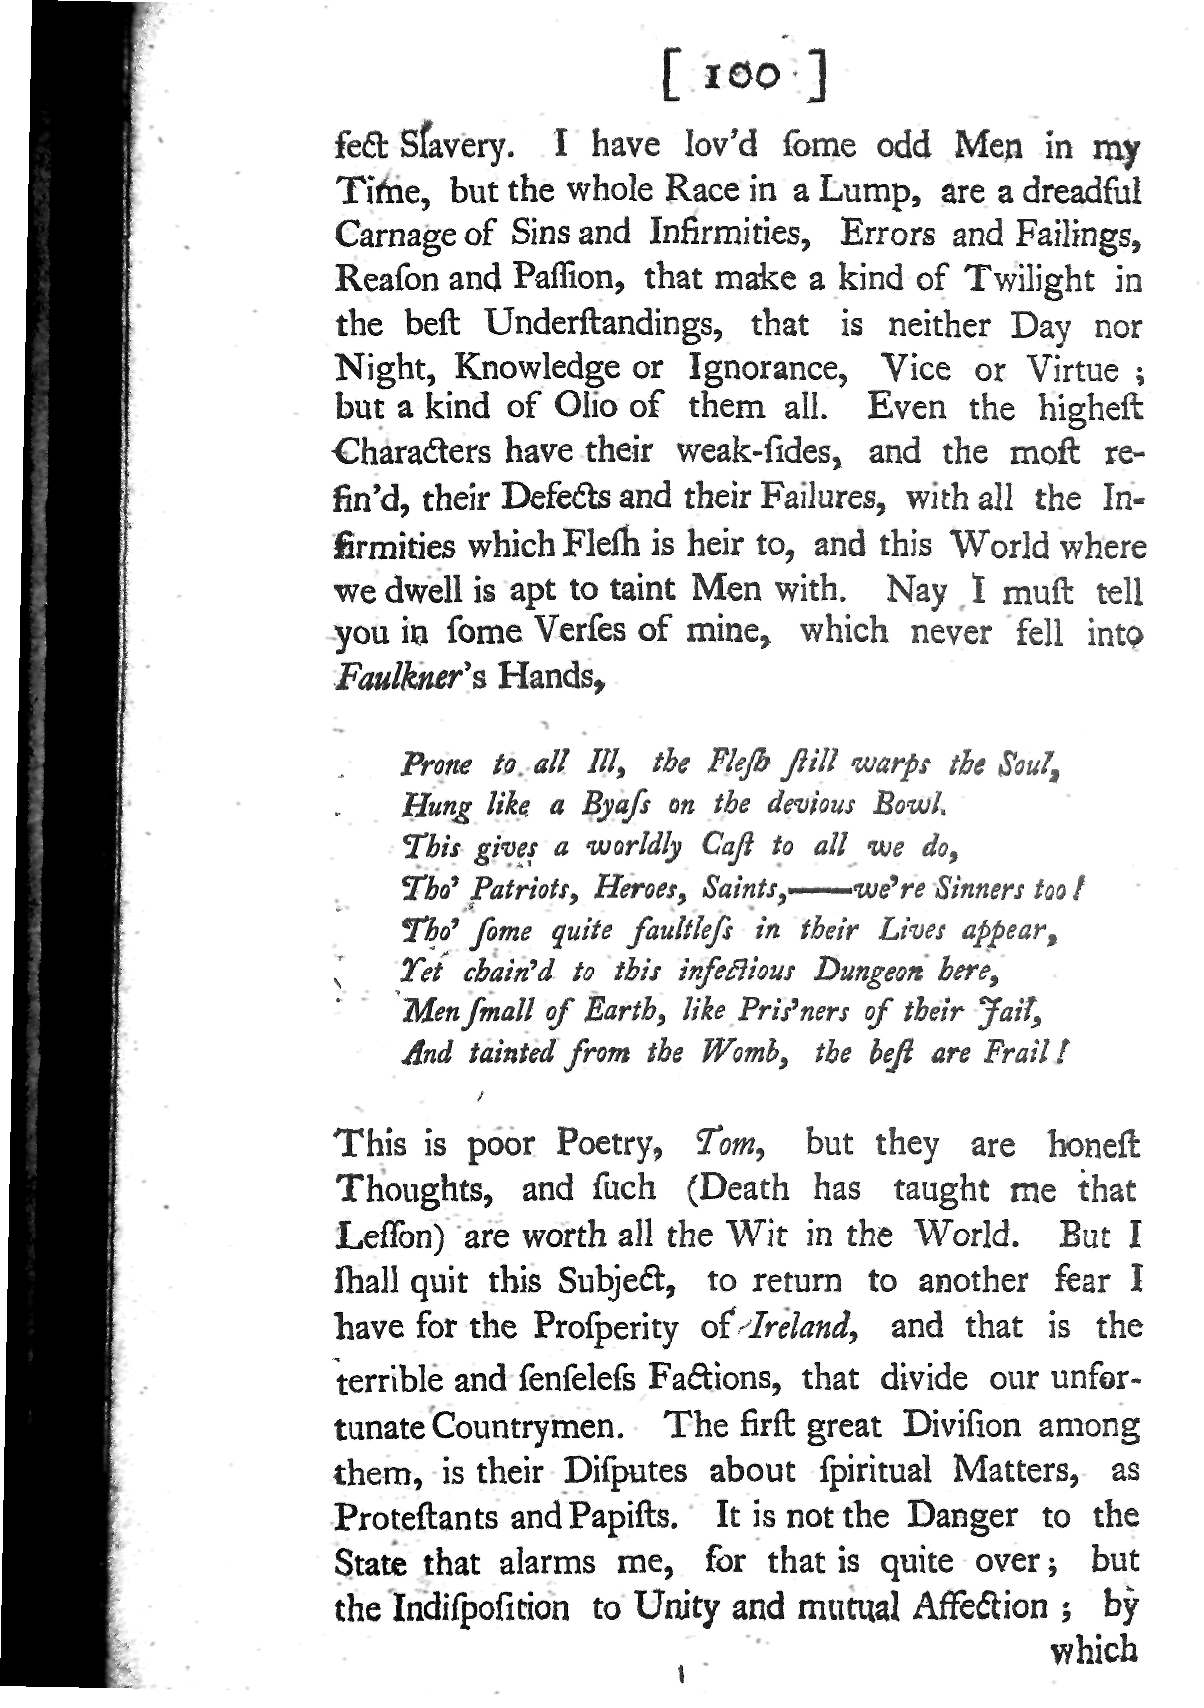 [ 100 ]
fect Slavery. I have lov'd ſome odd Men in my
Time, but the whole Race in a Lump, are a dreadful
Carnage of Sins and Infirmities, Errors and Failings,
Reaſon and Paſſion, that make a kind of Twilight in
the beſt Underſtandings, that is neither Day nor
Night, Knowledge or Ignorance, Vice or Virtue ;
but a kind of Olio of them all. Even the higheſt
Characters have their weak-ſides, and the moſt re-
fin'd, their Defects and their Failures, with all the In-
firmities which Fleſh is heir to, and this World where
we dwell is apt to taint Men with. Nay I muſt tell
you in ſome Verſes of mine, which never fell into
Faulkner's Hands,
Prone to all Ill, the Fleſh ſtill warps the Soul,
Hung like a Byaſs on the devious Bowl.
This gives a worldly Caſt to all we do,
Tho' Patriots, Heroes, Saints,——we're Sinners too!
Tho' ſome quite faultleſs in their Lives appear,
Yet chain'd to this infectious Dungeon here,
Men ſmall of Earth, like Pris'ners of their Jail,
And tainted from the Womb, the beſt are Frail!
This is poor Poetry, Tom, but they are honeſt
Thoughts, and ſuch (Death has taught me that
Leſſon) are worth all the Wit in the World. But I
ſhall quit this Subject, to return to another fear I
have for the Proſperity of Ireland, and that is the
terrible and ſenſeleſs Factions, that divide our unfor-
tunate Countrymen. The firſt great Diviſion among
them, is their Diſputes about ſpiritual Matters, as
Proteſtants and Papiſts. It is not the Danger to the
State that alarms me, for that is quite over; but
the Indiſpoſition to Unity and mutual Affection ; by
which